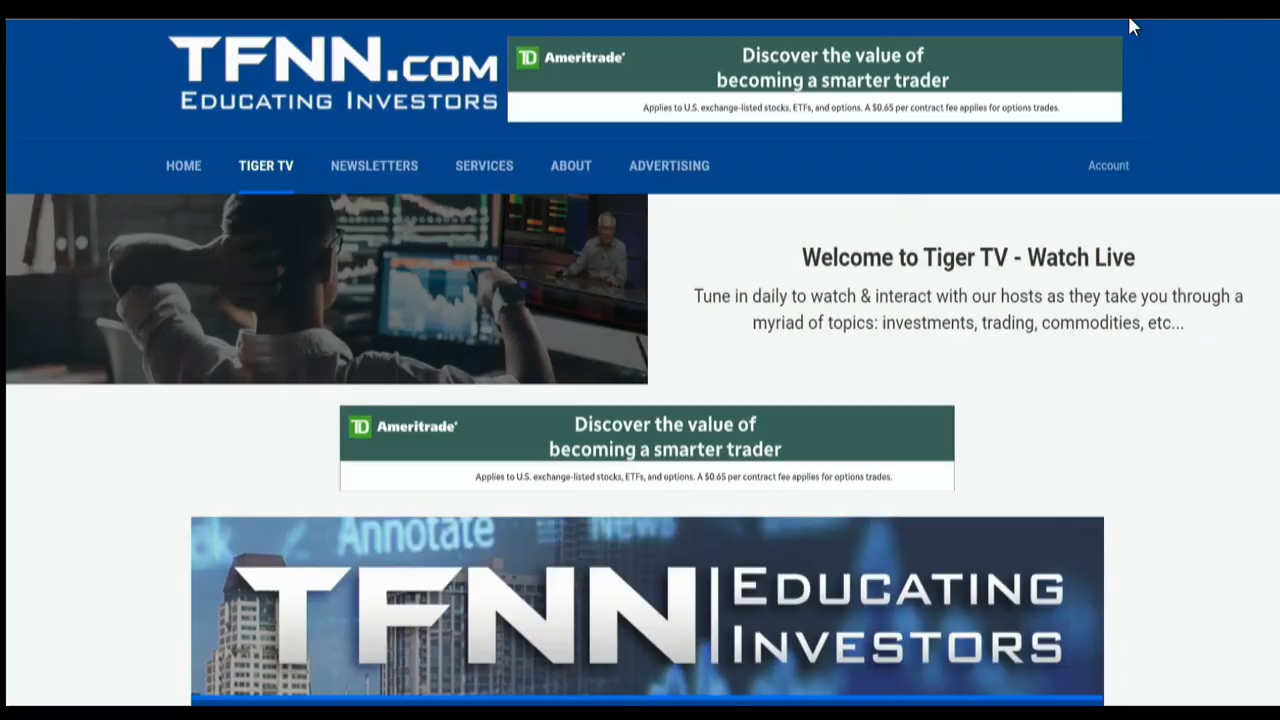 TFNN.COM
EDUCATING INVESTORS
TD Ameritrade
Discover the value of
becoming a smarter trader
Applies to U.S. exchange-listed stocks, ETFs, and options. A $0.65 per contract fee applies for options trades.
HOME TIGER TV NEWSLETTERS SERVICES ABOUT ADVERTISING Account
Welcome to Tiger TV - Watch Live
Tune in daily to watch & interact with our hosts as they take you through a
myriad of topics: investments, trading, commodities, etc...
TD Ameritrade
Discover the value of
becoming a smarter trader
Applies to U.S. exchange-listed stocks, ETFs, and options. A $0.65 per contract fee applies for options trades.
Annotate News
TFNN EDUCATING
INVESTORS